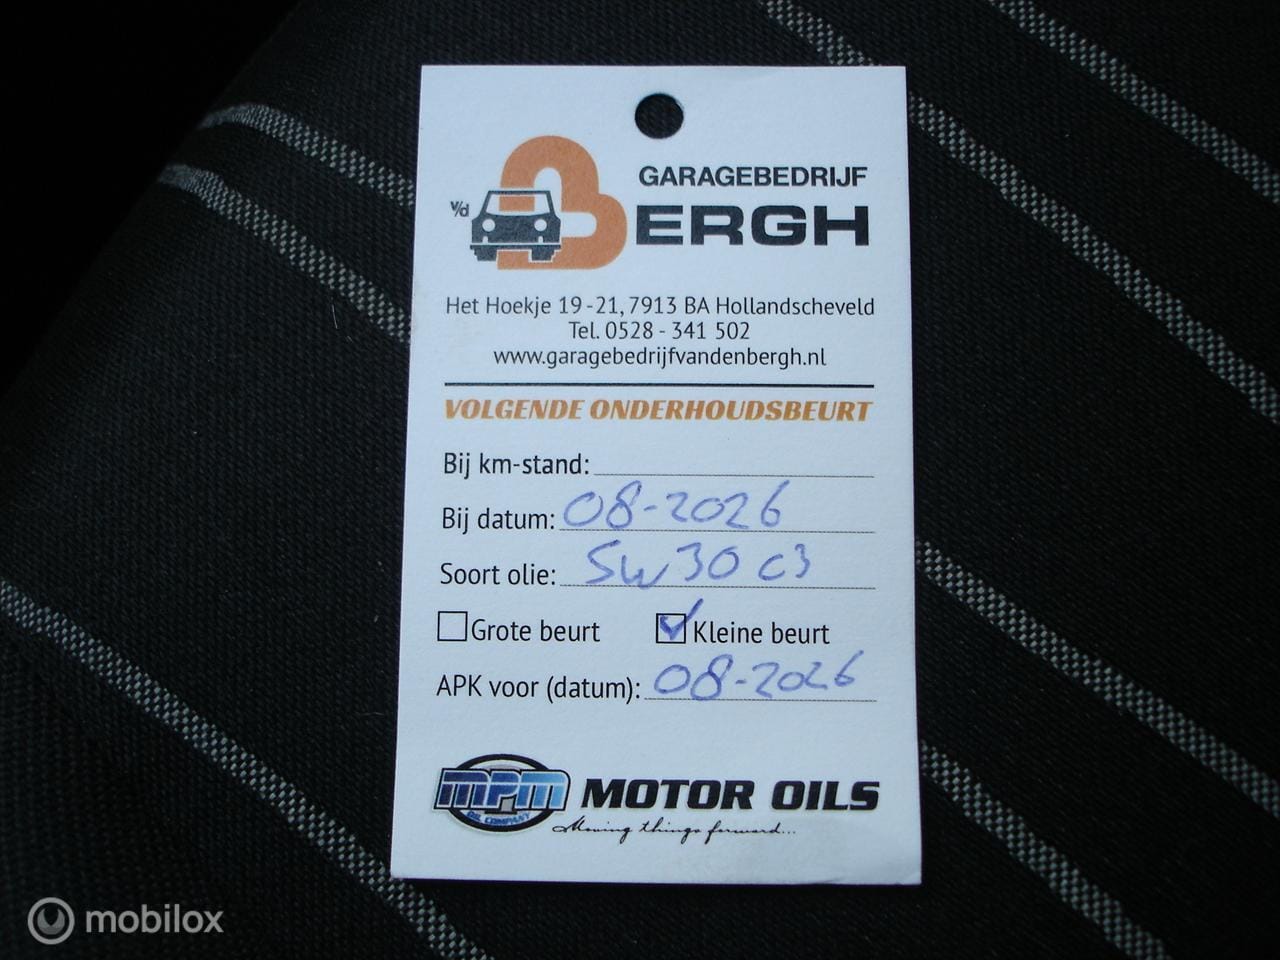 GARAGEBEDRIJF
v/d BERGH
Het Hoekje 19-21, 7913 BA Hollandscheveld
Tel. 0528 - 341 502
www.garagebedrijfvandenbergh.nl
VOLGENDE ONDERHOUDSBEURT
Bij km-stand:
Bij datum: 08-2026
Soort olie: 5W30 C3
Grote beurt Kleine beurt
APK voor (datum): 08-2026
MPM MOTOR OILS
OIL COMPANY
Moving things forward...
mobilox